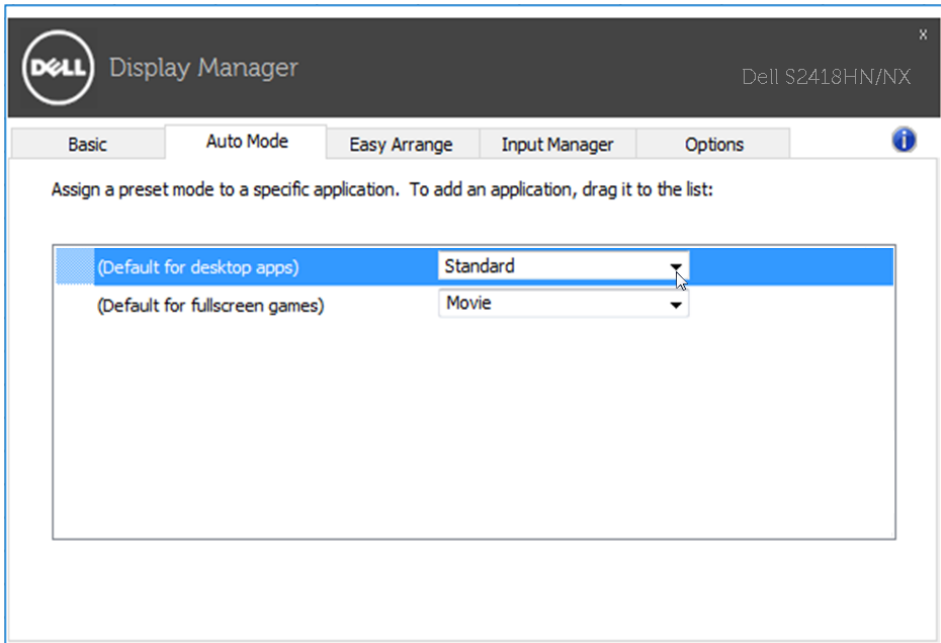 X
DELL Display Manager
Dell S2418HN/NX
Basic Auto Mode Easy Arrange Input Manager Options i
Assign a preset mode to a specific application. To add an application, drag it to the list:
(Default for desktop apps) Standard
(Default for fullscreen games) Movie